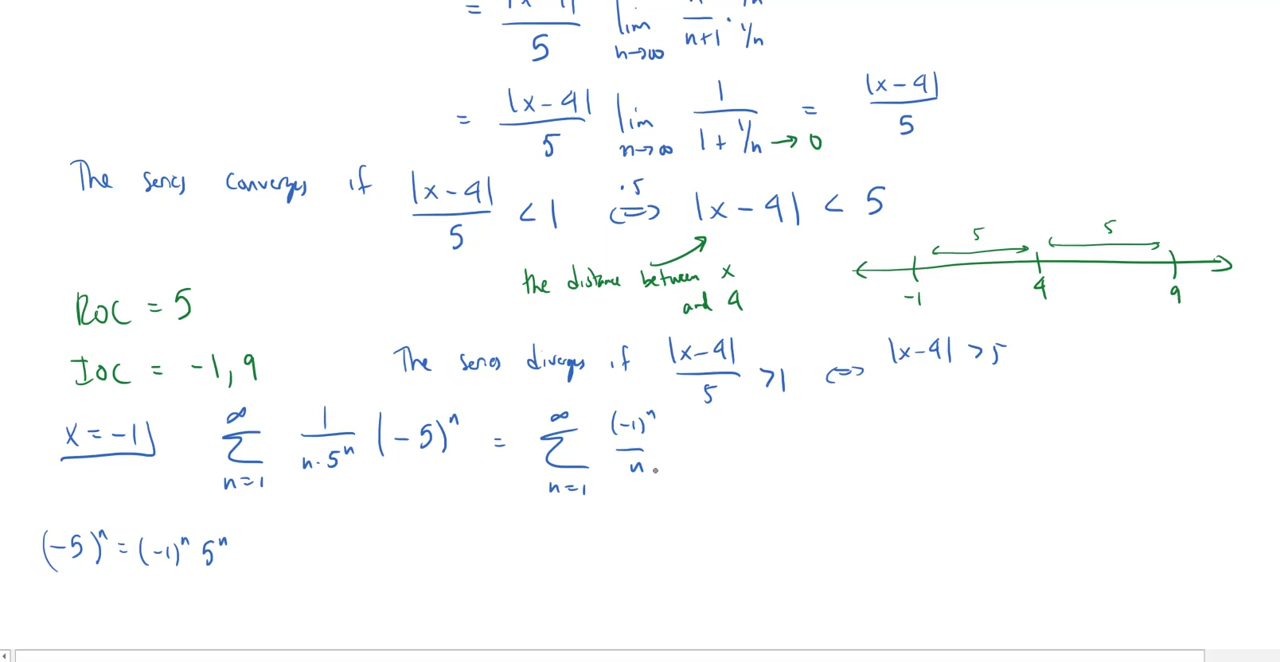 = |x-4|/5 lim n→∞ n/n+1 · 1/n
= |x-4|/5 lim n→∞ 1/1+1/n →0 = |x-4|/5
The series converges if |x-4|/5 < 1 ·5 ⟺ |x-4| < 5
the distance between x and 4
5 5
-1 4 9
ROC = 5
IOC = -1, 9
The series diverges if |x-4|/5 >1 ⟺ |x-4| >5
x=-1 ∞ Σ n=1 1/n·5ⁿ (-5)ⁿ = ∞ Σ n=1 (-1)ⁿ/n
(-5)ⁿ = (-1)ⁿ 5ⁿ